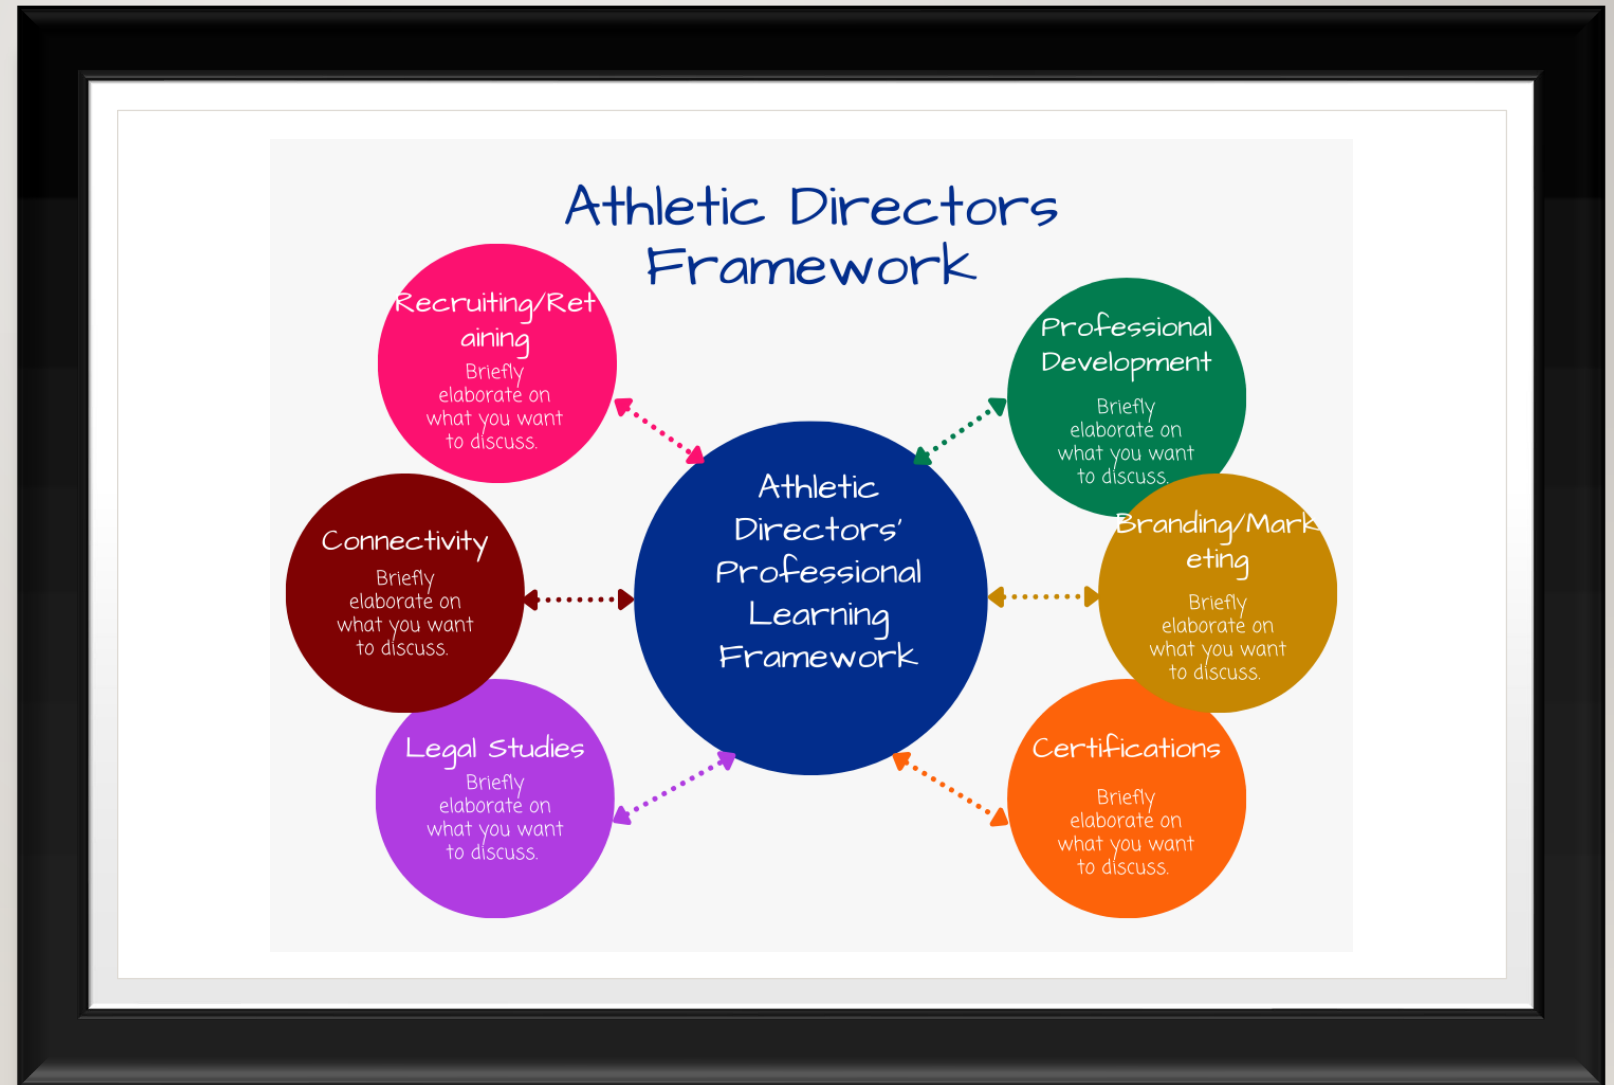 Athletic Directors
Framework
Recruiting/Ret
aining
Briefly
elaborate on
what you want
to discuss.
Professional
Development
Briefly
elaborate on
what you want
to discuss.
Athletic
Directors'
Professional
Learning
Framework
Connectivity
Briefly
elaborate on
what you want
to discuss.
Branding/Mark
eting
Briefly
elaborate on
what you want
to discuss.
Legal Studies
Briefly
elaborate on
what you want
to discuss.
Certifications
Briefly
elaborate on
what you want
to discuss.